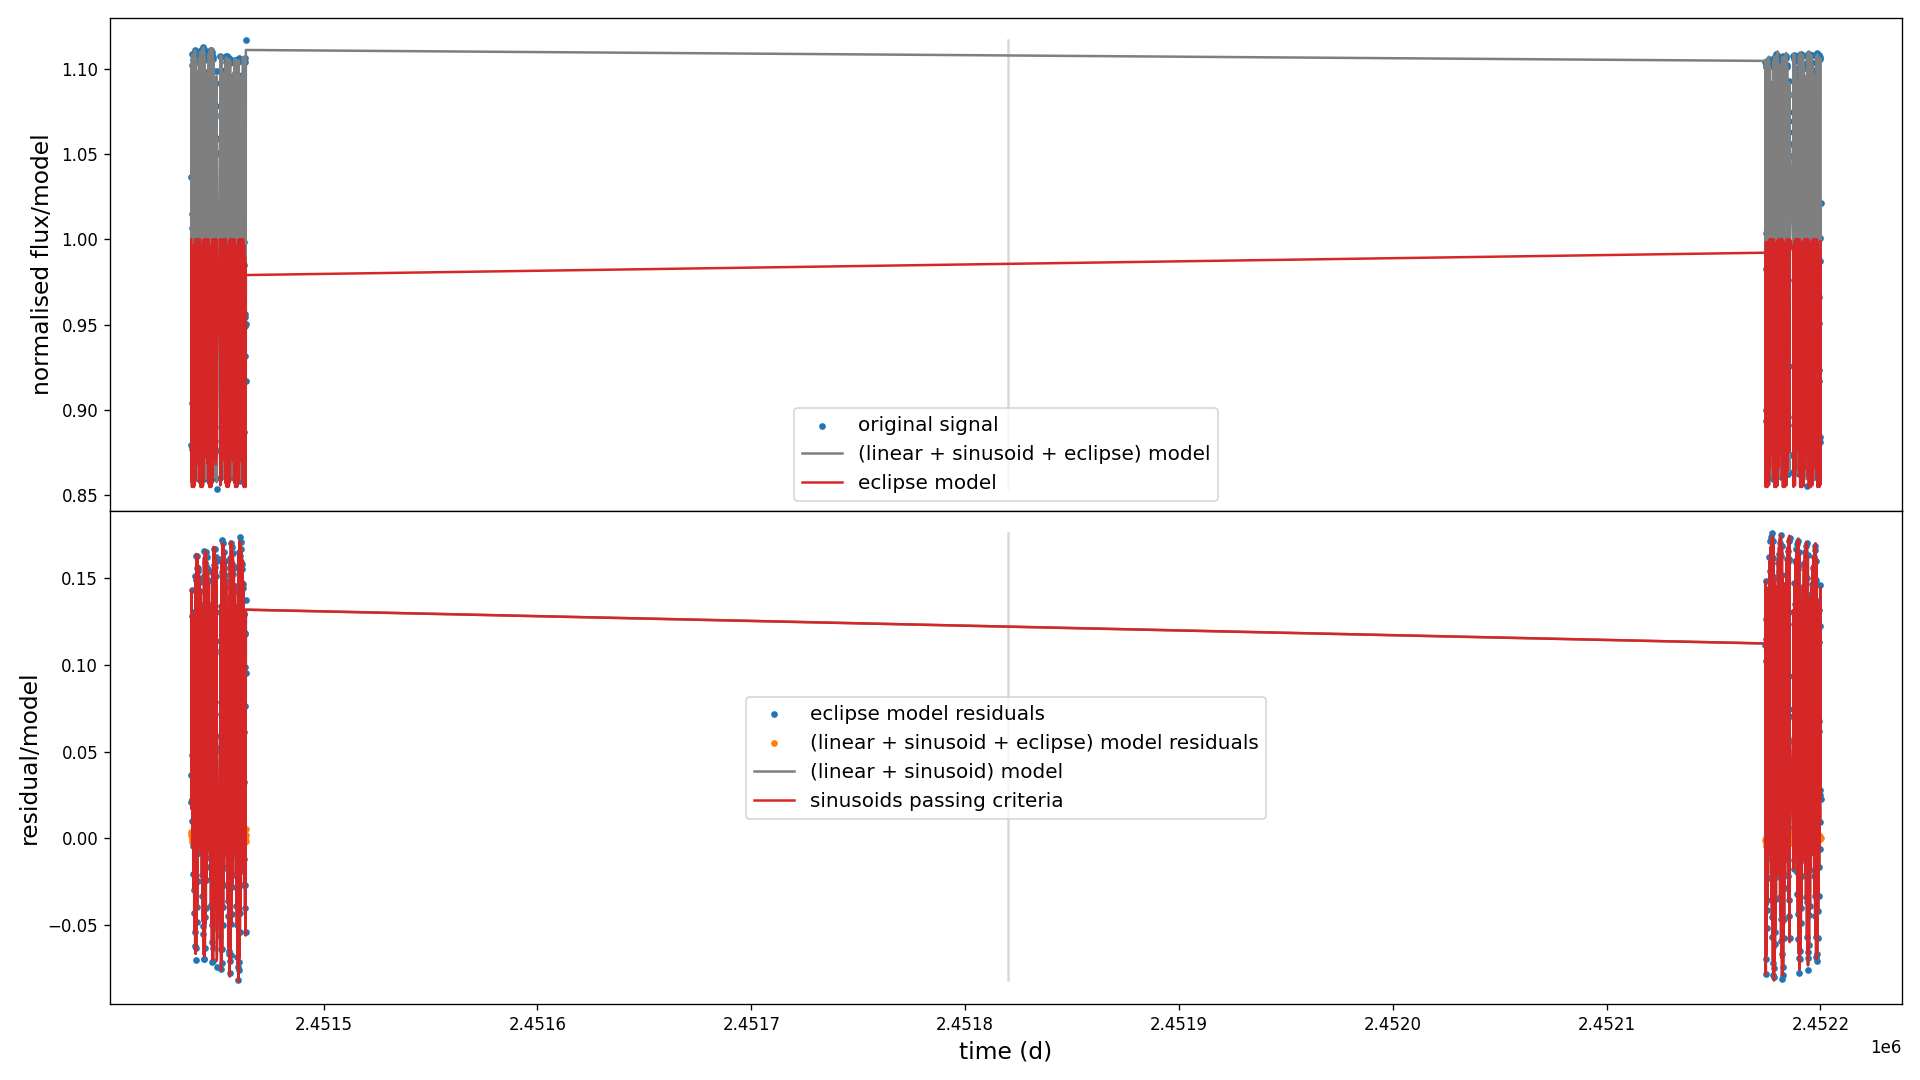 normalised flux/model
1.10
1.05
1.00
0.95
0.90
0.85
original signal
(linear + sinusoid + eclipse) model
eclipse model
residual/model
0.15
0.10
0.05
0.00
−0.05
eclipse model residuals
(linear + sinusoid + eclipse) model residuals
(linear + sinusoid) model
sinusoids passing criteria
2.4515 2.4516 2.4517 2.4518 2.4519 2.4520 2.4521 2.4522
1e6
time (d)